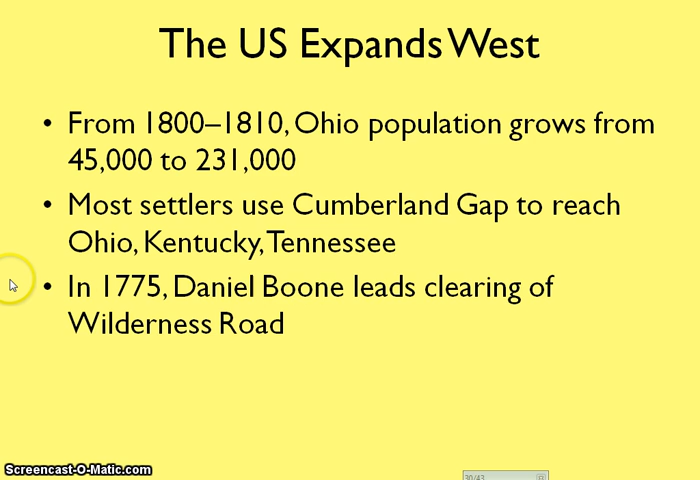 The US Expands West
• From 1800–1810, Ohio population grows from
45,000 to 231,000
• Most settlers use Cumberland Gap to reach
Ohio, Kentucky, Tennessee
• In 1775, Daniel Boone leads clearing of
Wilderness Road
Screencast-O-Matic.com
30/43